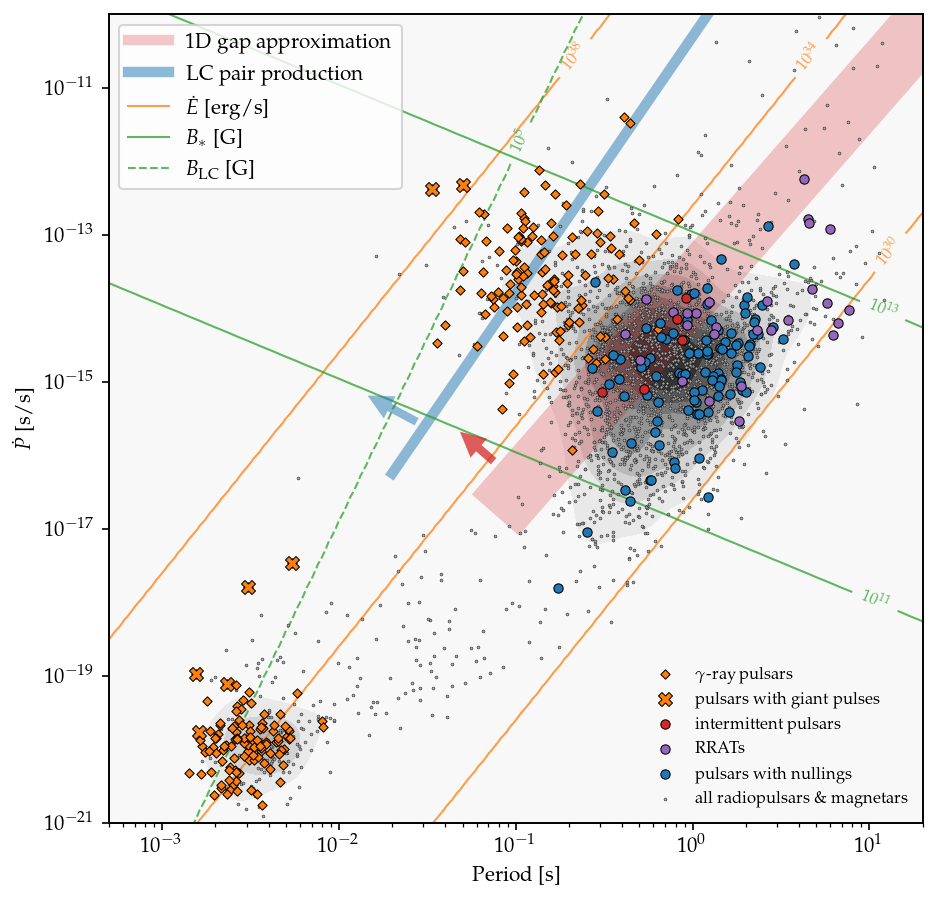 1D gap approximation
LC pair production
Ė [erg/s]
B∗ [G]
B_LC [G]
10^38
10^34
10^5
10^30
10^13
10^11
10^−11
10^−13
10^−15
10^−17
10^−19
10^−21
Ṗ [s/s]
γ-ray pulsars
pulsars with giant pulses
intermittent pulsars
RRATs
pulsars with nullings
all radiopulsars & magnetars
10^−3
10^−2
10^−1
10^0
10^1
Period [s]